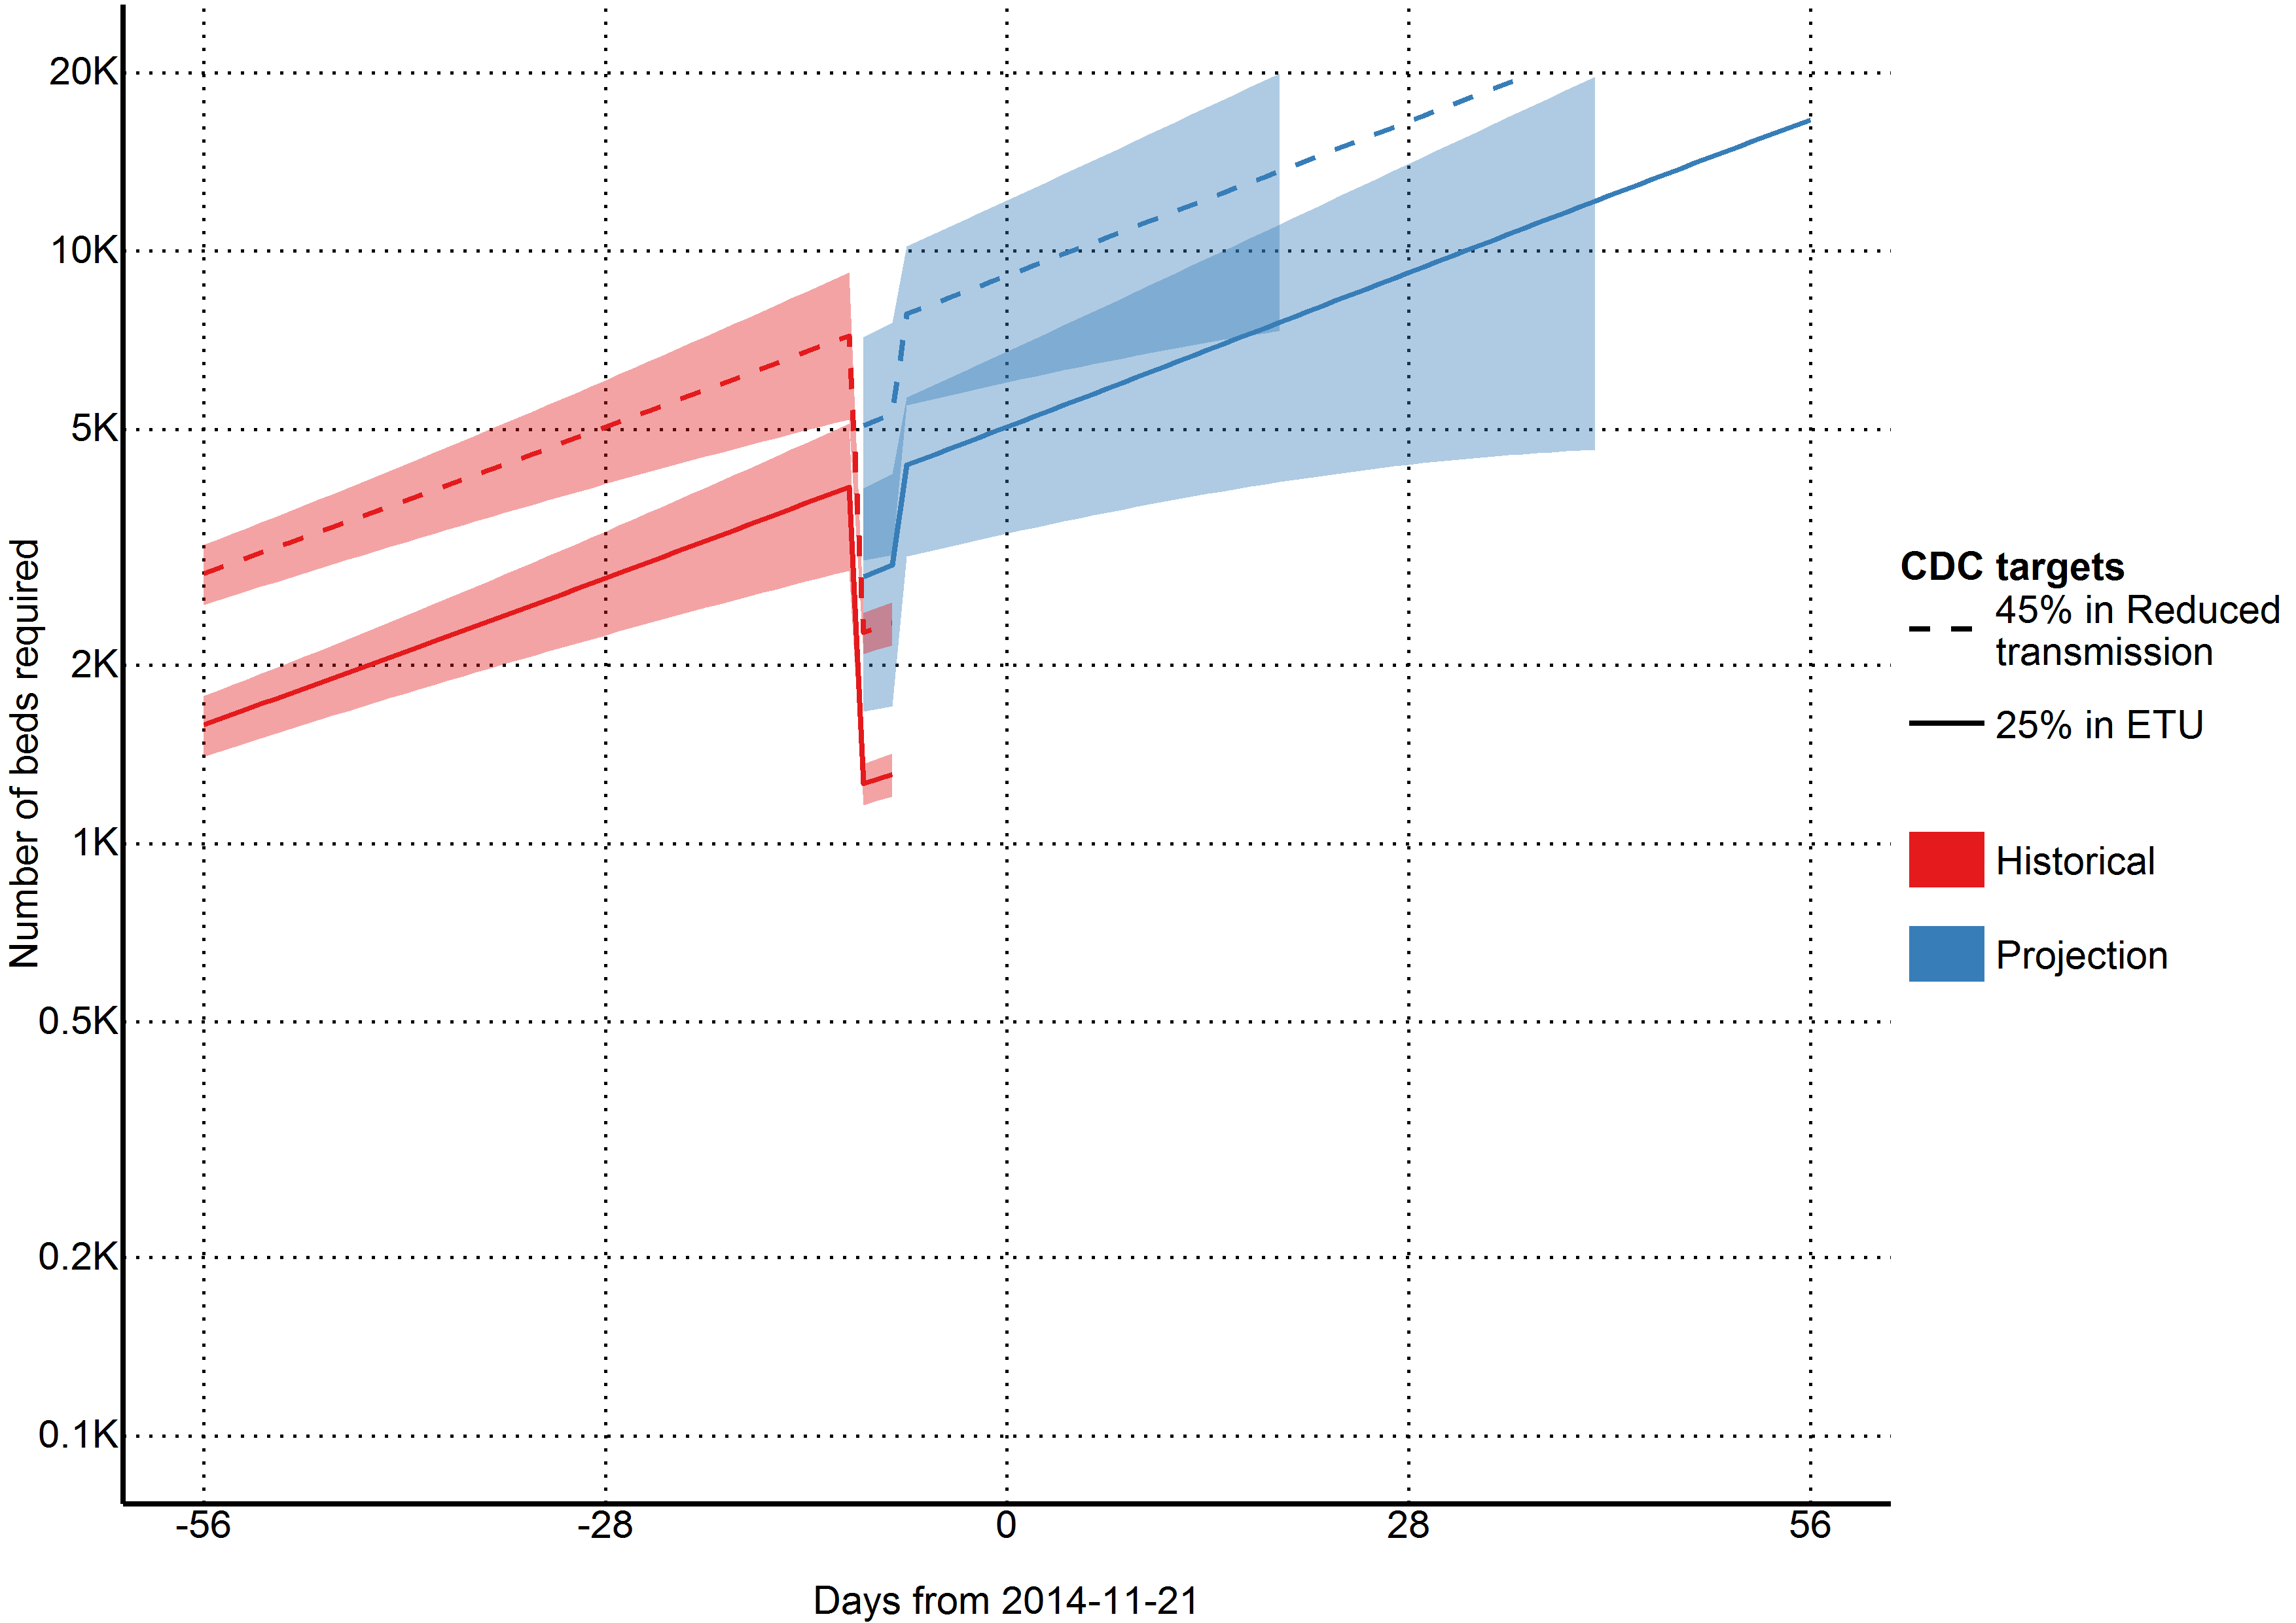 Number of beds required
20K
10K
5K
2K
1K
0.5K
0.2K
0.1K
-56
-28
0
28
56
Days from 2014-11-21
CDC targets
45% in Reduced
transmission
25% in ETU
Historical
Projection